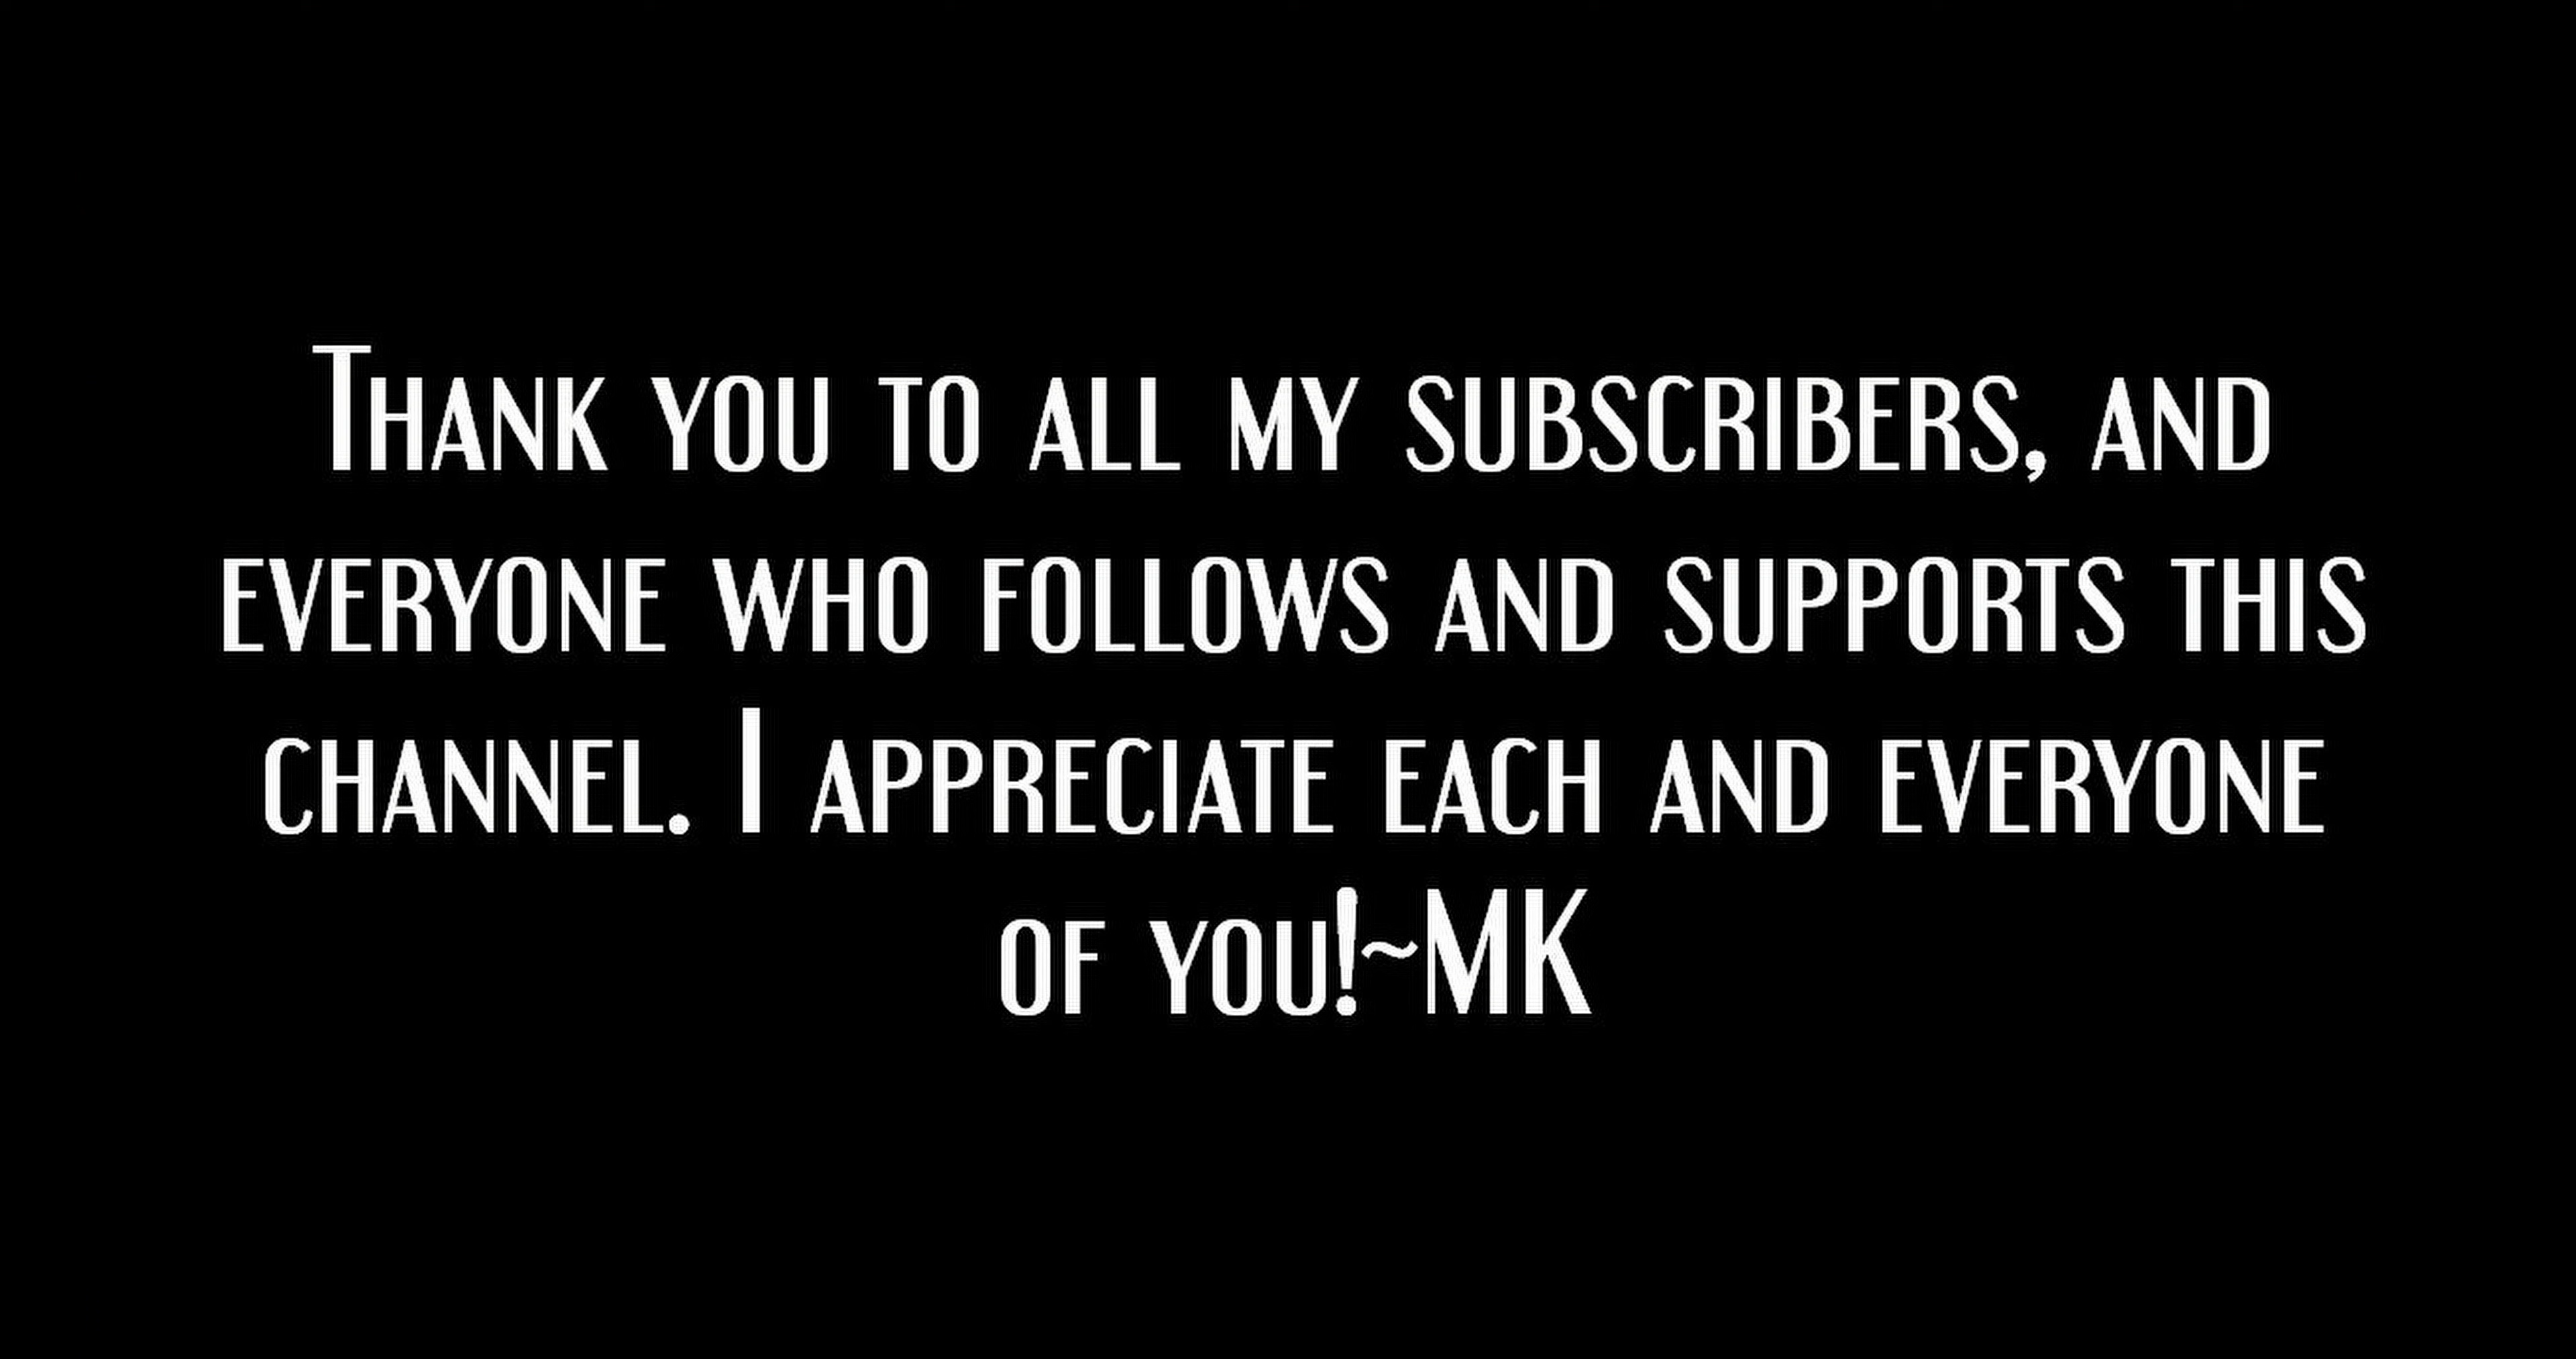 Thank you to all my subscribers, and
everyone who follows and supports this
channel. I appreciate each and everyone
of you!~MK